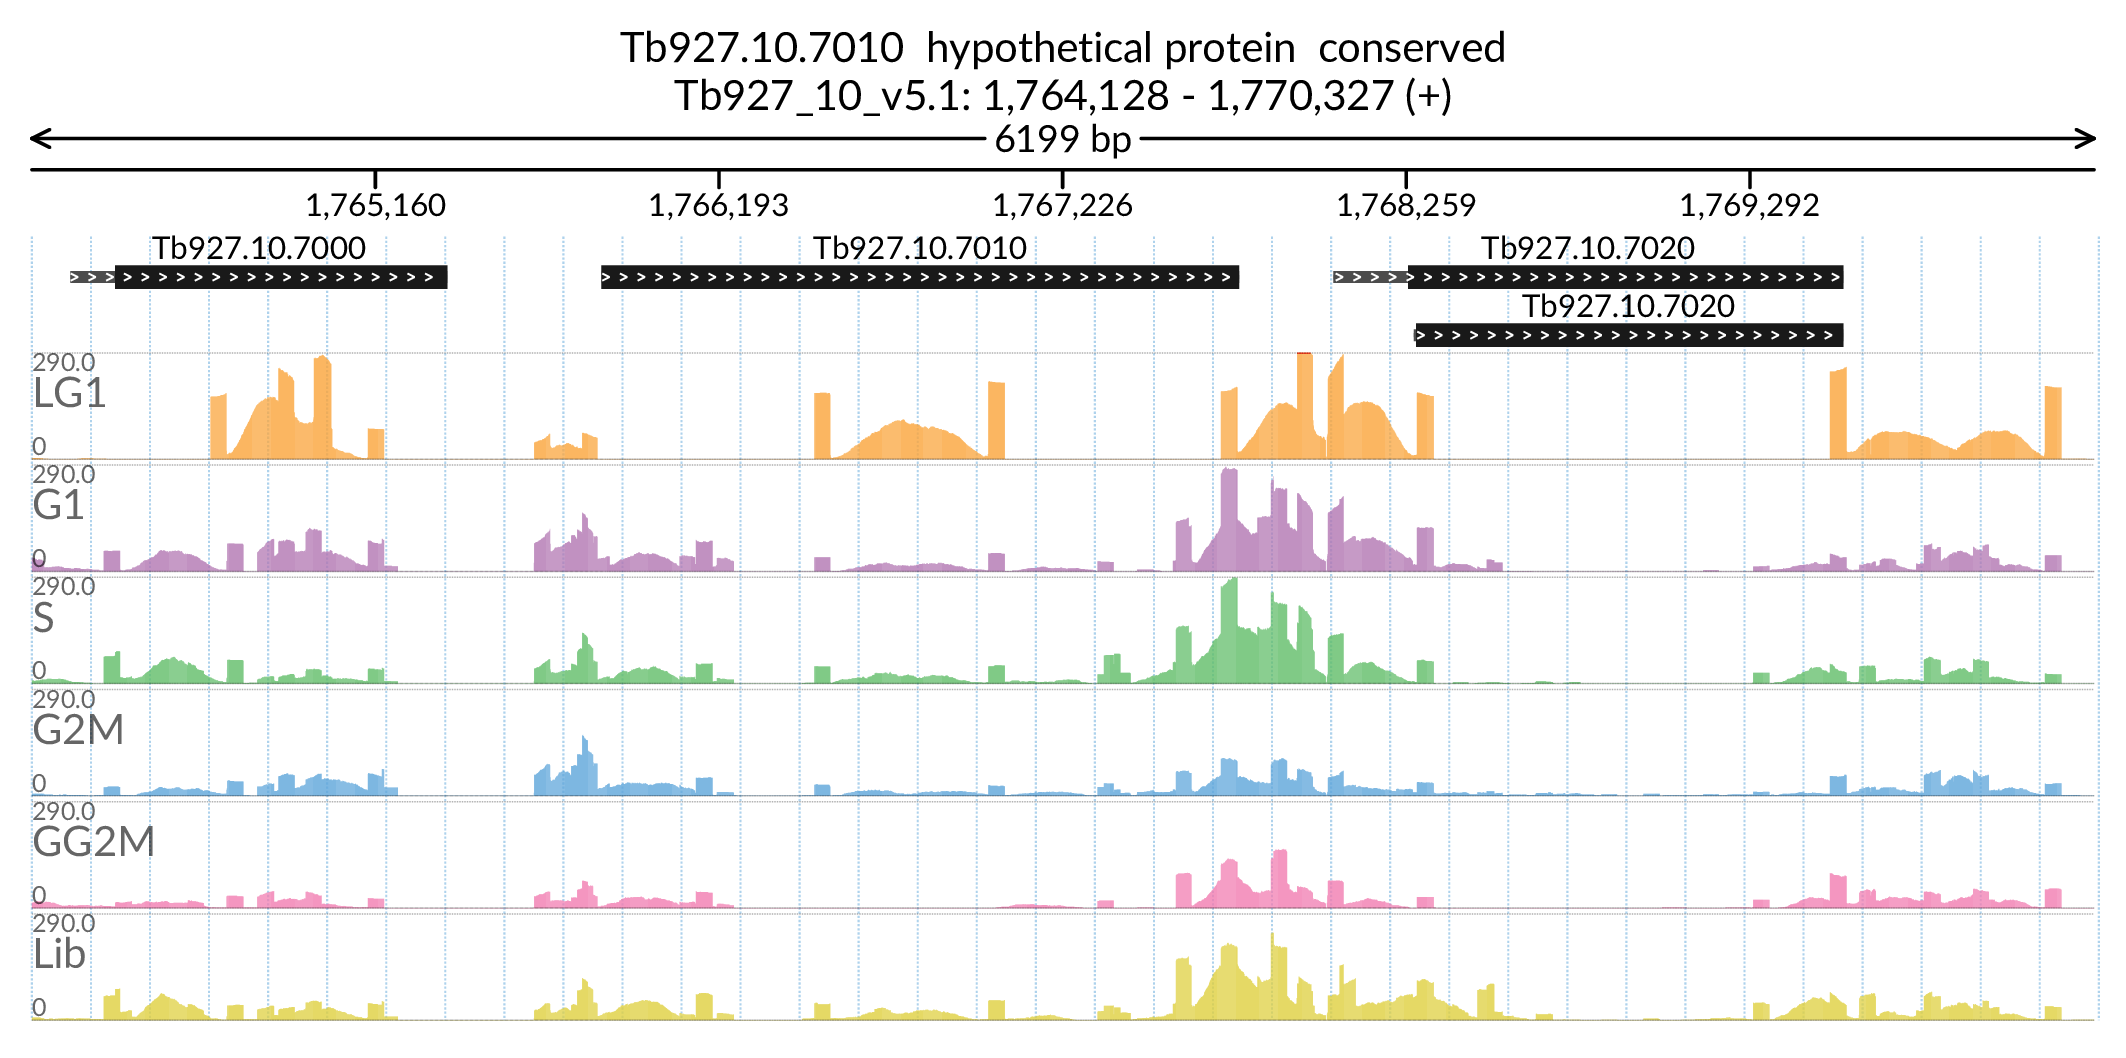 Tb927.10.7010  hypothetical protein  conserved
Tb927_10_v5.1: 1,764,128 - 1,770,327 (+)
6199 bp
1,765,160 1,766,193 1,767,226 1,768,259 1,769,292
Tb927.10.7000 Tb927.10.7010 Tb927.10.7020
Tb927.10.7020
290.0
LG1
0
290.0
G1
0
290.0
S
0
290.0
G2M
0
290.0
GG2M
0
290.0
Lib
0